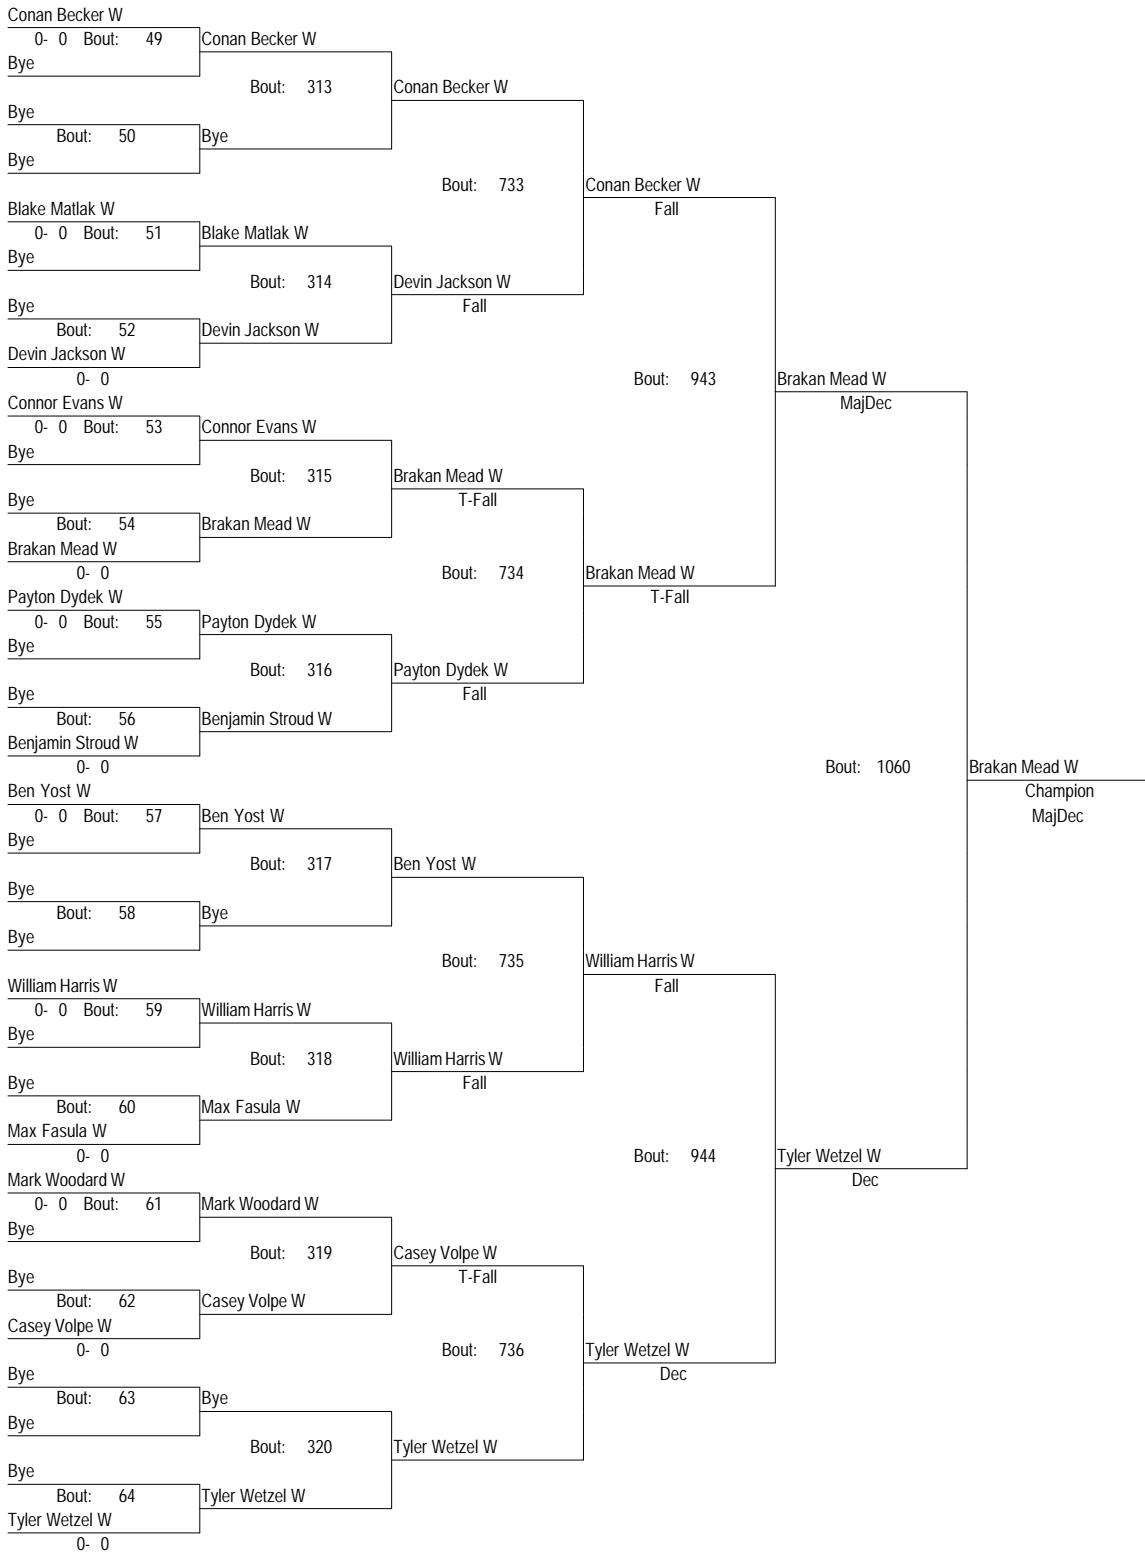 Conan Becker W
0- 0 Bout: 49 Conan Becker W
Bye
Bout: 313 Conan Becker W
Bye
Bout: 50 Bye
Bye
Bout: 733 Conan Becker W
Fall
Blake Matlak W
0- 0 Bout: 51 Blake Matlak W
Bye
Bout: 314 Devin Jackson W
Bye Fall
Bout: 52 Devin Jackson W
Devin Jackson W
0- 0 Bout: 943 Brakan Mead W
Connor Evans W MajDec
0- 0 Bout: 53 Connor Evans W
Bye
Bout: 315 Brakan Mead W
Bye T-Fall
Bout: 54 Brakan Mead W
Brakan Mead W
0- 0 Bout: 734 Brakan Mead W
Payton Dydek W T-Fall
0- 0 Bout: 55 Payton Dydek W
Bye
Bout: 316 Payton Dydek W
Bye Fall
Bout: 56 Benjamin Stroud W
Benjamin Stroud W
0- 0 Bout: 1060 Brakan Mead W
Ben Yost W Champion
0- 0 Bout: 57 Ben Yost W MajDec
Bye
Bout: 317 Ben Yost W
Bye
Bout: 58 Bye
Bye
Bout: 735 William Harris W
William Harris W Fall
0- 0 Bout: 59 William Harris W
Bye
Bout: 318 William Harris W
Bye Fall
Bout: 60 Max Fasula W
Max Fasula W
0- 0 Bout: 944 Tyler Wetzel W
Mark Woodard W Dec
0- 0 Bout: 61 Mark Woodard W
Bye
Bout: 319 Casey Volpe W
Bye T-Fall
Bout: 62 Casey Volpe W
Casey Volpe W
0- 0 Bout: 736 Tyler Wetzel W
Bye Dec
Bout: 63 Bye
Bye
Bout: 320 Tyler Wetzel W
Bye
Bout: 64 Tyler Wetzel W
Tyler Wetzel W
0- 0